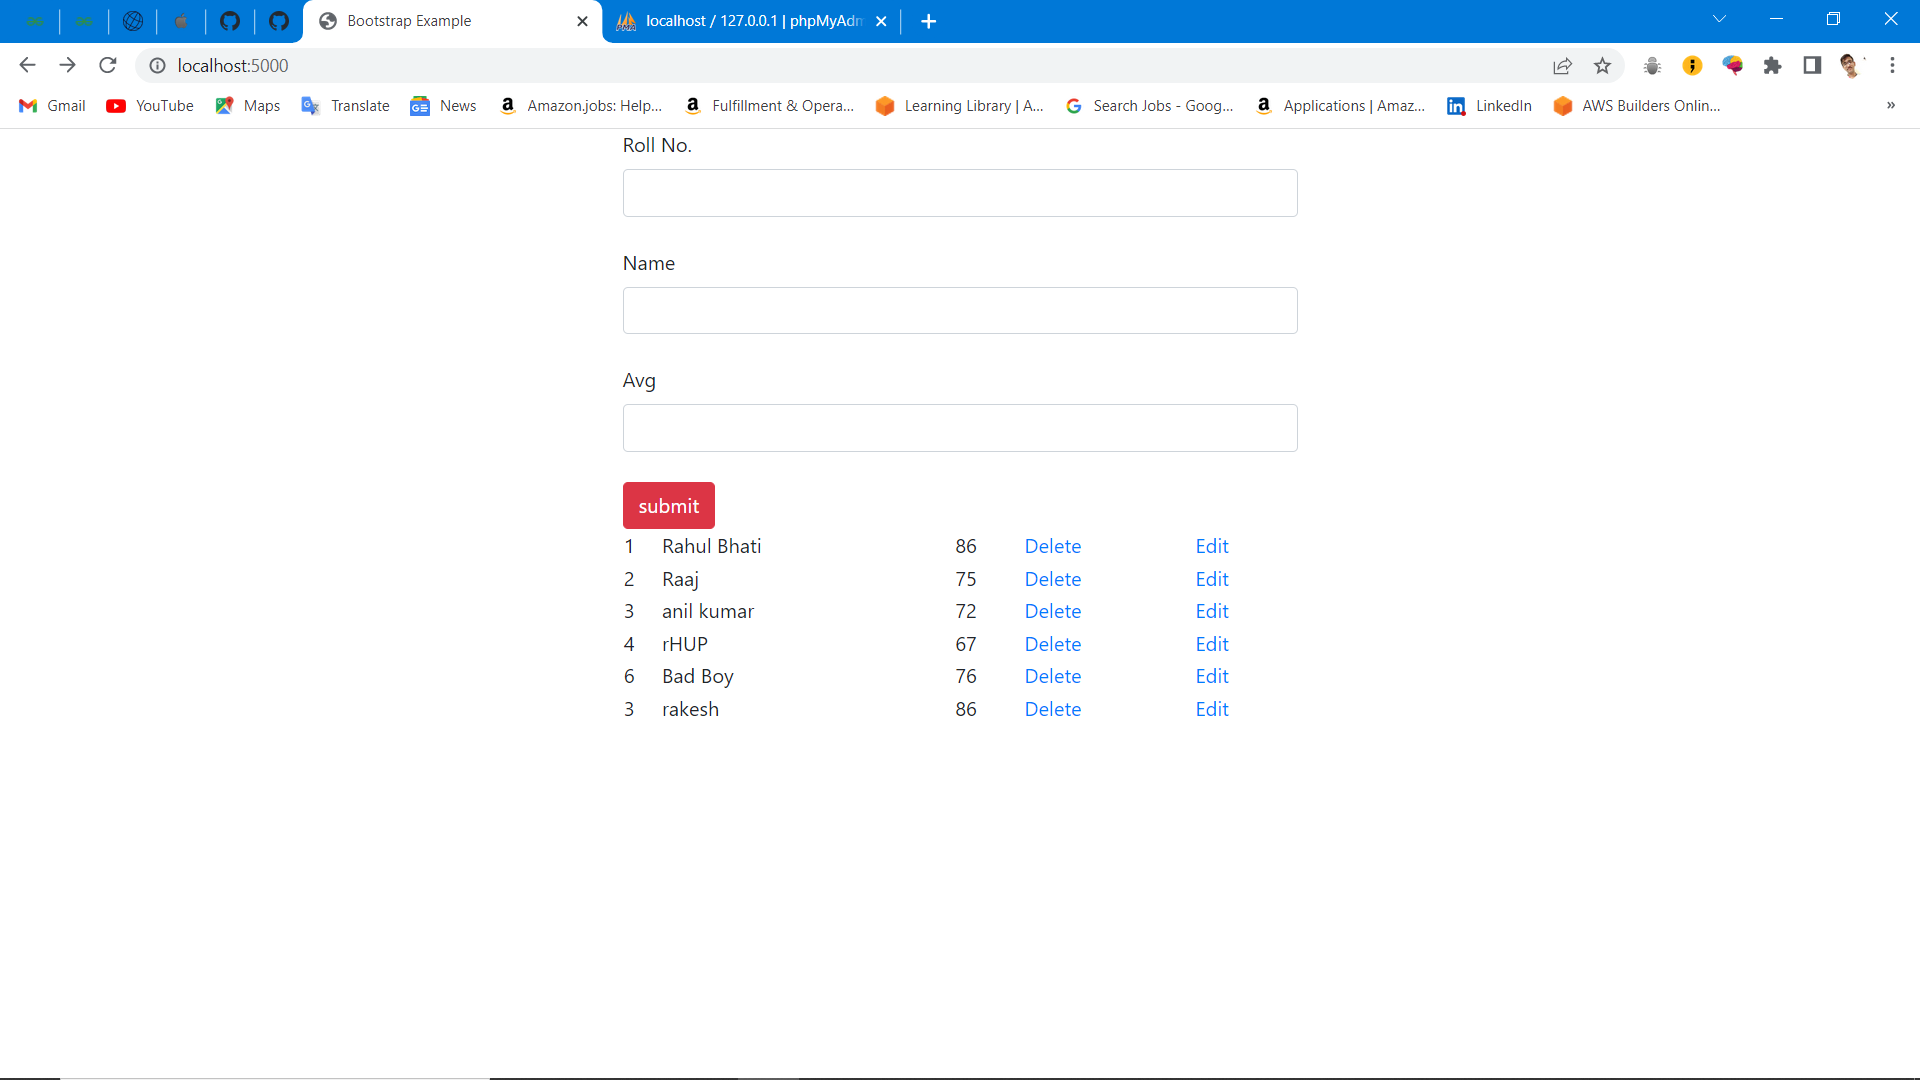 Bootstrap Example
localhost / 127.0.0.1 | phpMyAdm
localhost:5000
Gmail YouTube Maps Translate News Amazon.jobs: Help... Fulfillment & Opera... Learning Library | A... Search Jobs - Goog... Applications | Amaz... LinkedIn AWS Builders Onlin... »
Roll No.
Name
Avg
submit
1 Rahul Bhati 86 Delete Edit
2 Raaj 75 Delete Edit
3 anil kumar 72 Delete Edit
4 rHUP 67 Delete Edit
6 Bad Boy 76 Delete Edit
3 rakesh 86 Delete Edit